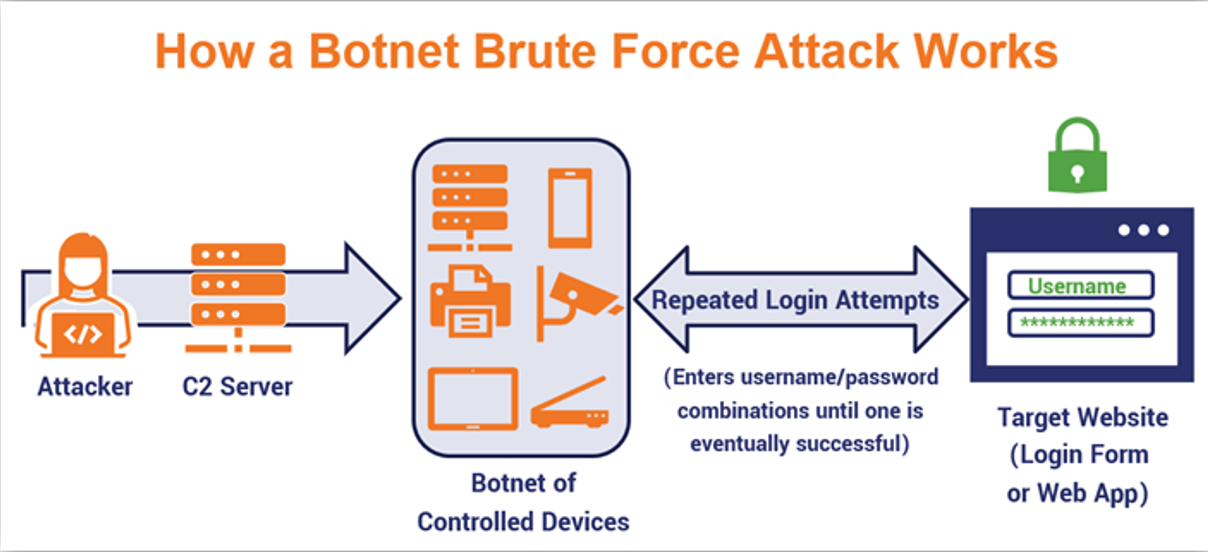 How a Botnet Brute Force Attack Works
Attacker
C2 Server
</>
Botnet of
Controlled Devices
Repeated Login Attempts
(Enters username/password
combinations until one is
eventually successful)
Username
************
Target Website
(Login Form
or Web App)